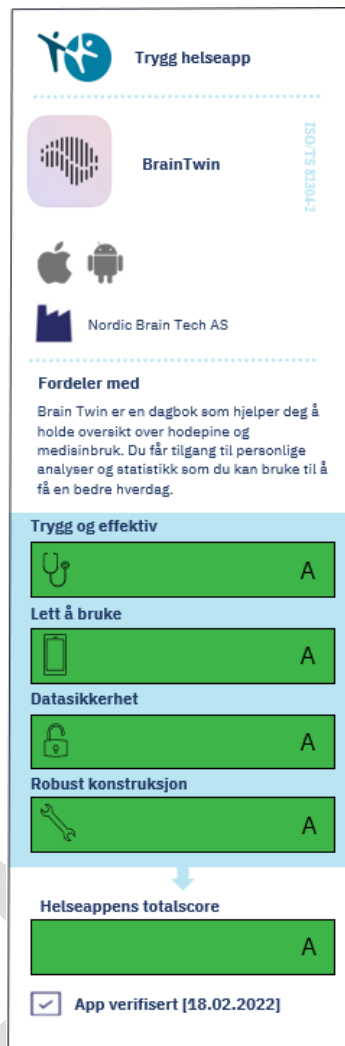 Trygg helseapp
BrainTwin
ISO/TS 82304-2
Nordic Brain Tech AS
Fordeler med
Brain Twin er en dagbok som hjelper deg å
holde oversikt over hodepine og
medisinbruk. Du får tilgang til personlige
analyser og statistikk som du kan bruke til å
få en bedre hverdag.
Trygg og effektiv
A
Lett å bruke
A
Datasikkerhet
A
Robust konstruksjon
A
Helseappens totalscore
A
App verifisert [18.02.2022]